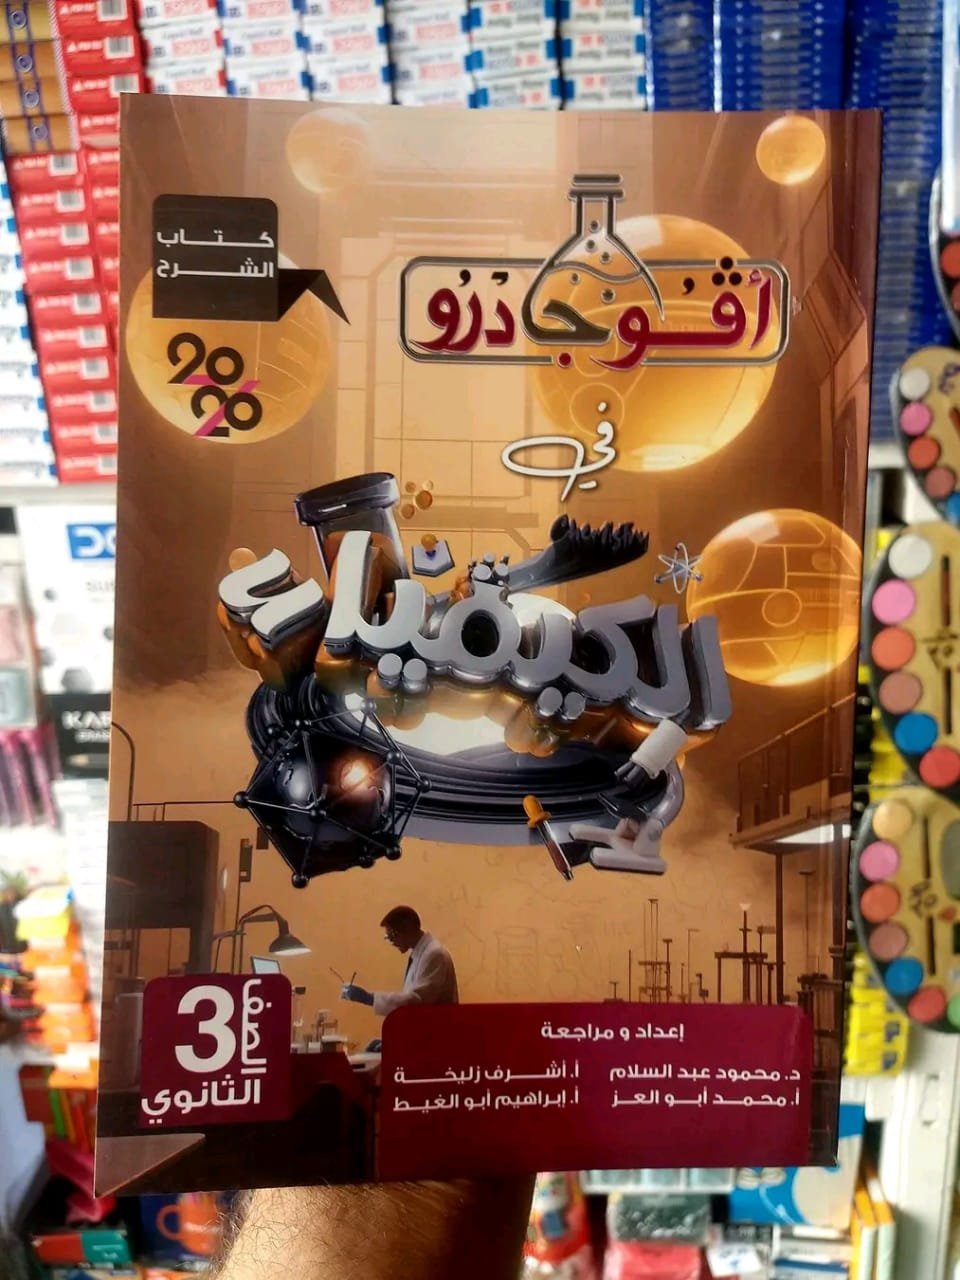 كتاب
الشرح
2020
أڤوجادرو
في
الكيمياء
الصف
3
الثانوي
إعداد و مراجعة
د. محمود عبد السلام
أ. أشرف زليخة
أ. محمد أبو العز
أ. إبراهيم أبو الغيط